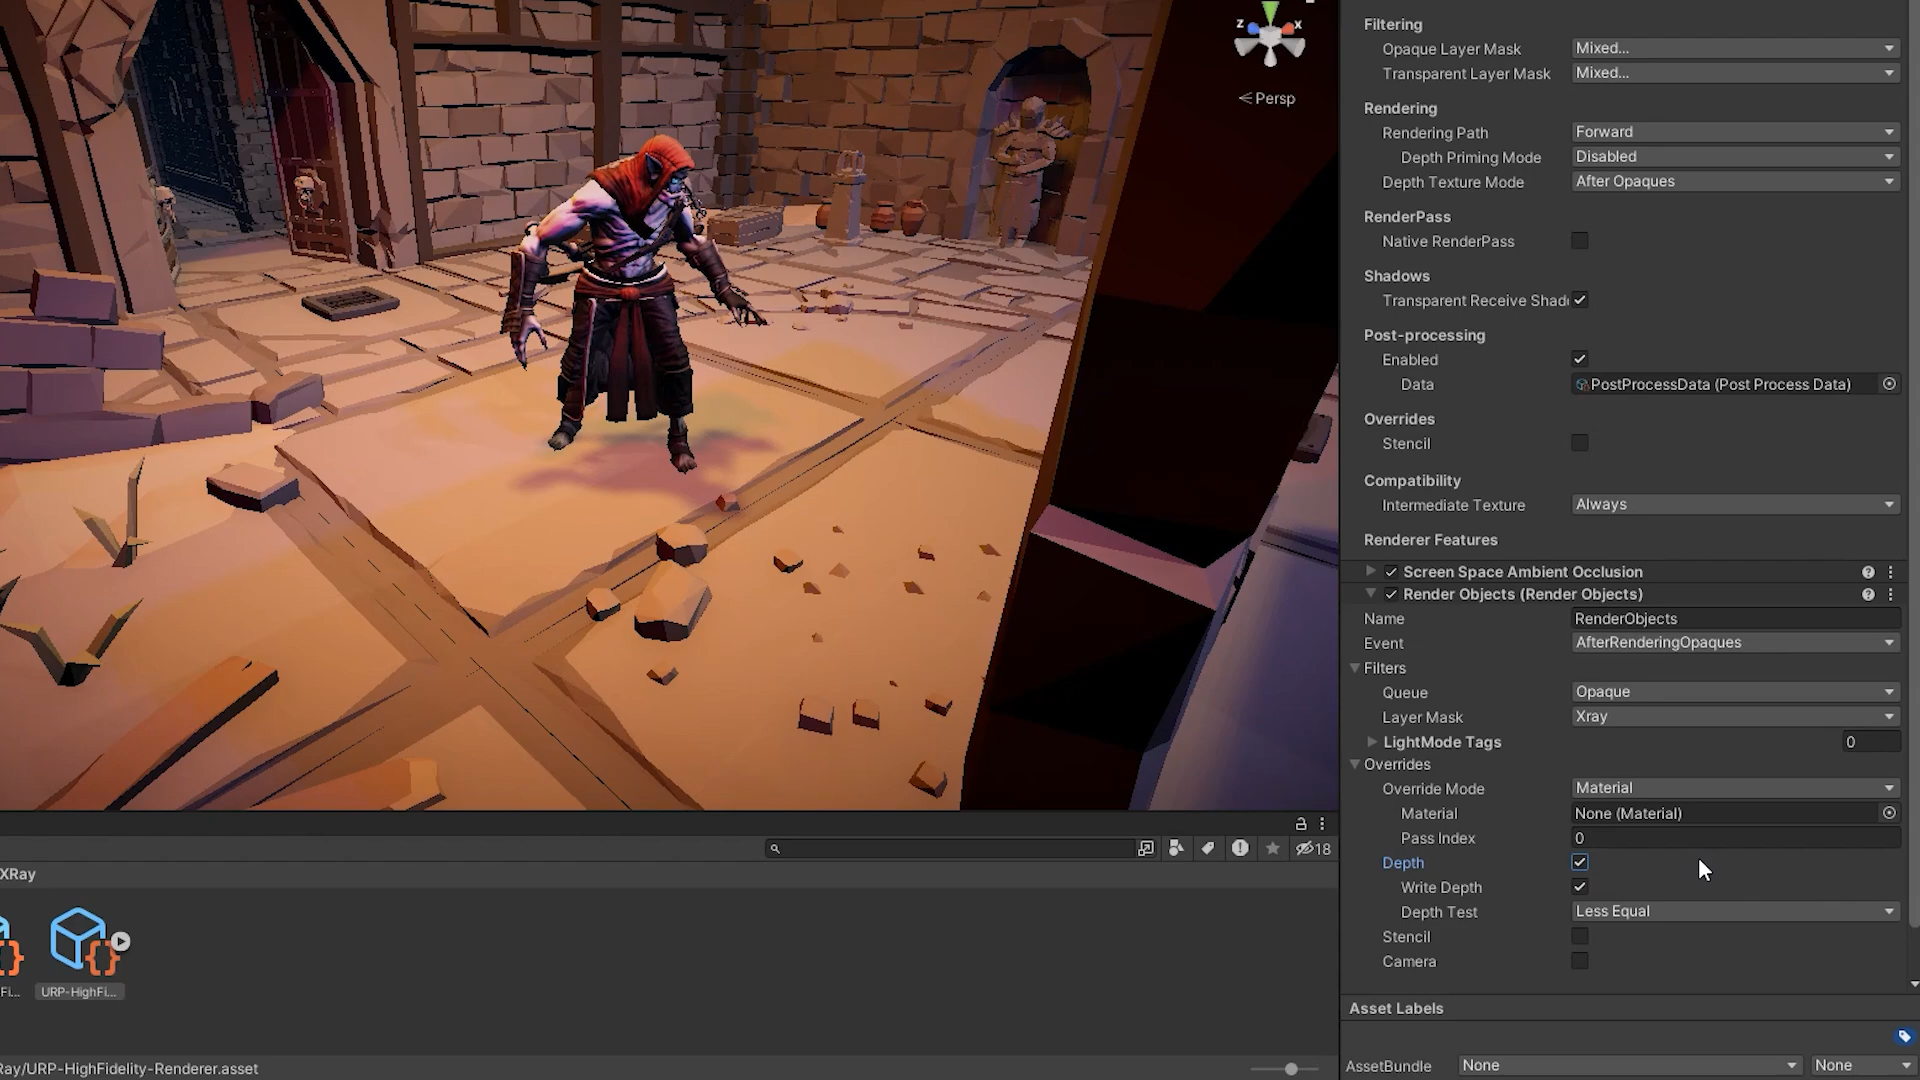 z
x
Persp
Filtering
Opaque Layer Mask
Mixed...
Transparent Layer Mask
Mixed...
Rendering
Rendering Path
Forward
Depth Priming Mode
Disabled
Depth Texture Mode
After Opaques
RenderPass
Native RenderPass
Shadows
Transparent Receive Shad
Post-processing
Enabled
Data
PostProcessData (Post Process Data)
Overrides
Stencil
Compatibility
Intermediate Texture
Always
Renderer Features
Screen Space Ambient Occlusion
Render Objects (Render Objects)
Name
RenderObjects
Event
AfterRenderingOpaques
Filters
Queue
Opaque
Layer Mask
Xray
LightMode Tags
0
Overrides
Override Mode
Material
Material
None (Material)
Pass Index
0
Depth
Write Depth
Depth Test
Less Equal
Stencil
Camera
18
XRay
Fi...
URP-HighFi...
Ray/URP-HighFidelity-Renderer.asset
Asset Labels
AssetBundle
None
None